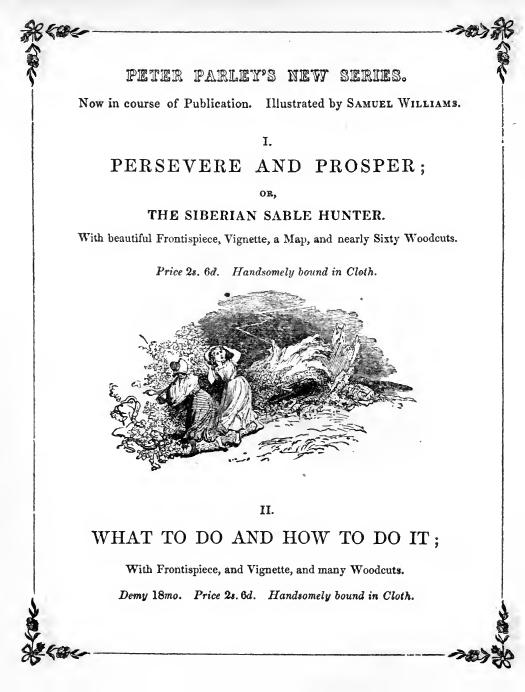 PETER PARLEY'S NEW SERIES.
Now in course of Publication. Illustrated by SAMUEL WILLIAMS.
I.
PERSEVERE AND PROSPER;
OR,
THE SIBERIAN SABLE HUNTER.
With beautiful Frontispiece, Vignette, a Map, and nearly Sixty Woodcuts.
Price 2s. 6d. Handsomely bound in Cloth.
II.
WHAT TO DO AND HOW TO DO IT;
With Frontispiece, and Vignette, and many Woodcuts.
Demy 18mo. Price 2s. 6d. Handsomely bound in Cloth.